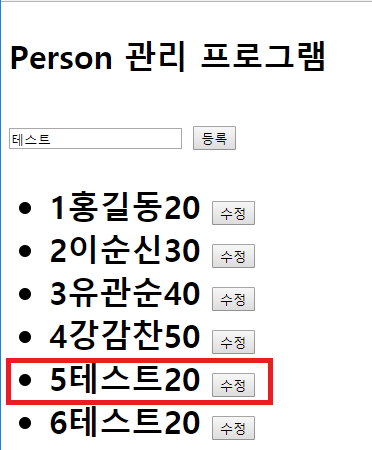 Person 관리 프로그램
테스트 등록
1홍길동20 수정
2이순신30 수정
3유관순40 수정
4강감찬50 수정
5테스트20 수정
6테스트20 수정